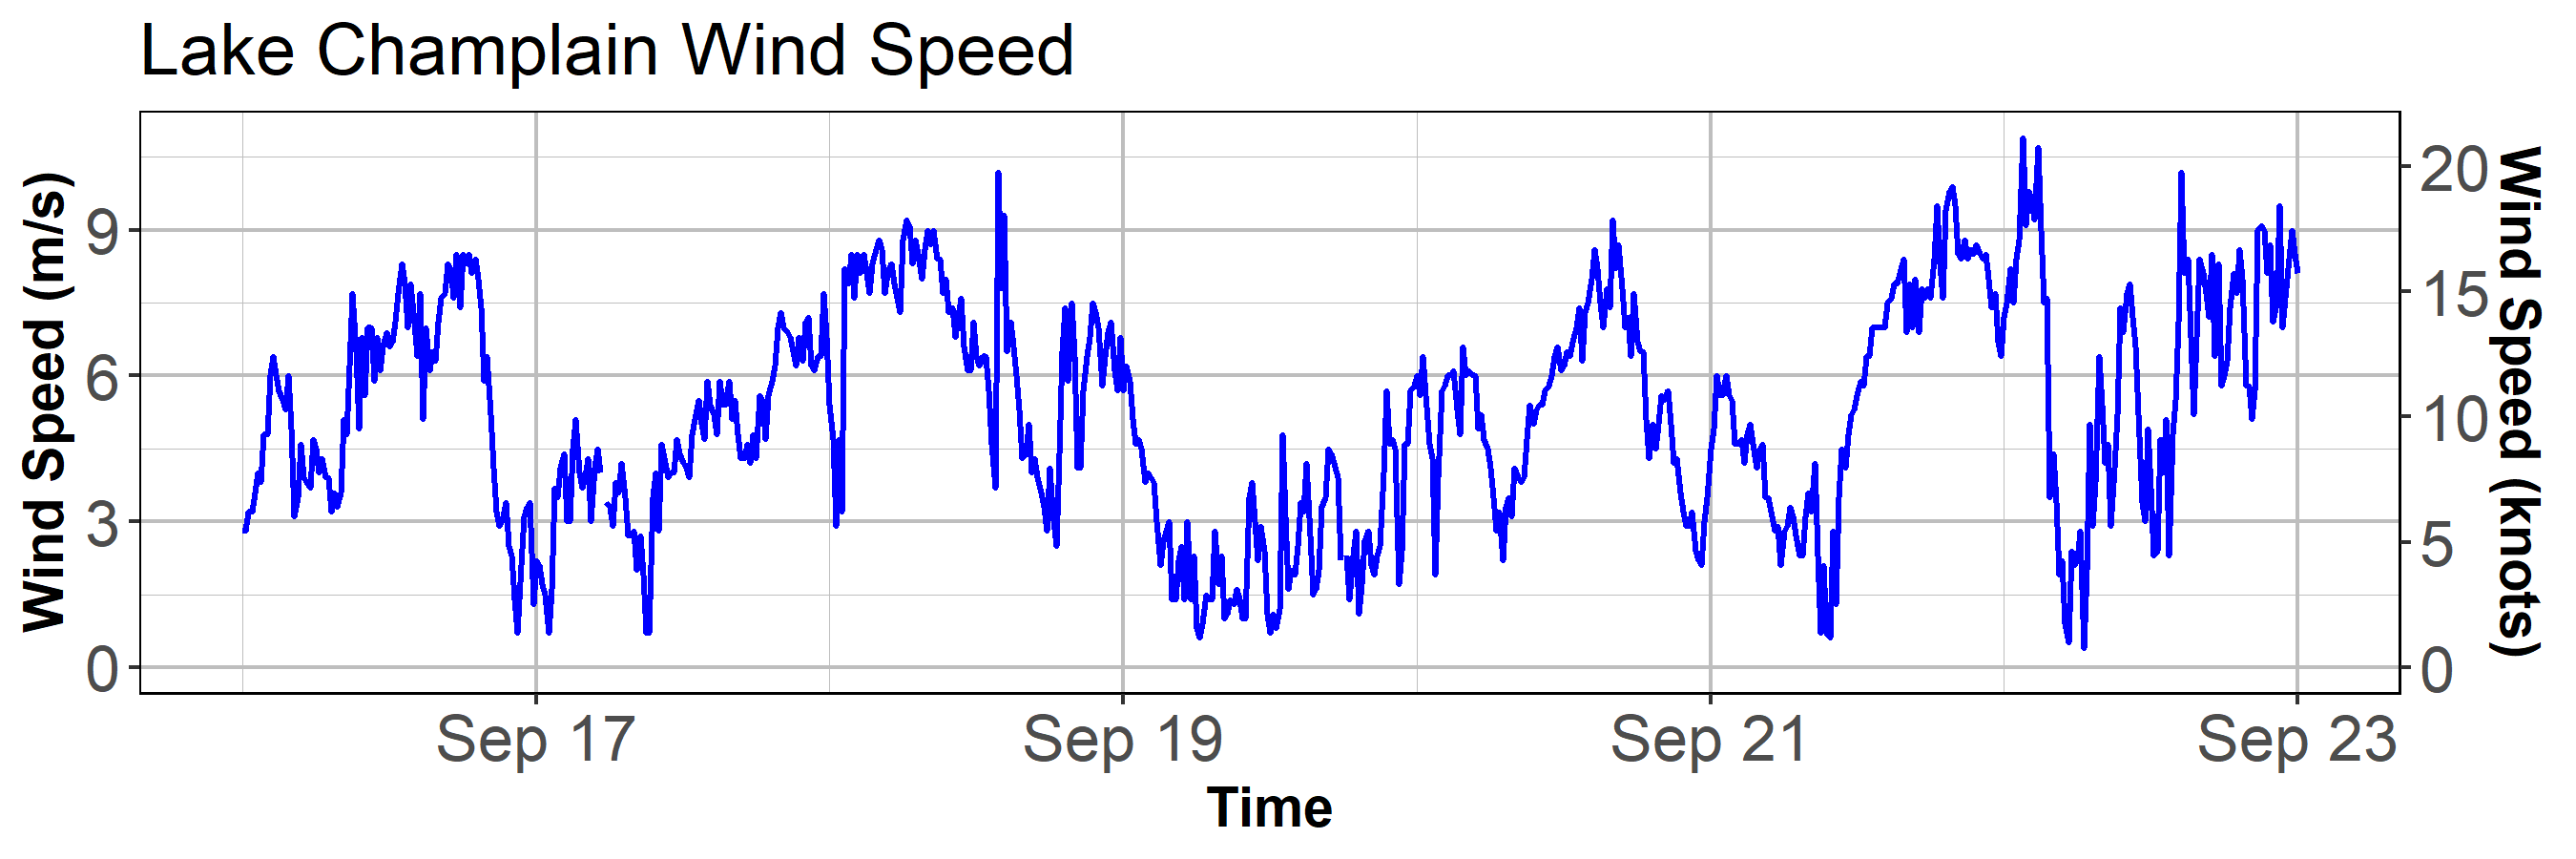 Lake Champlain Wind Speed
Wind Speed (m/s)
9
6
3
0
20
15
10
5
0
Wind Speed (knots)
Sep 17 Sep 19 Sep 21 Sep 23
Time